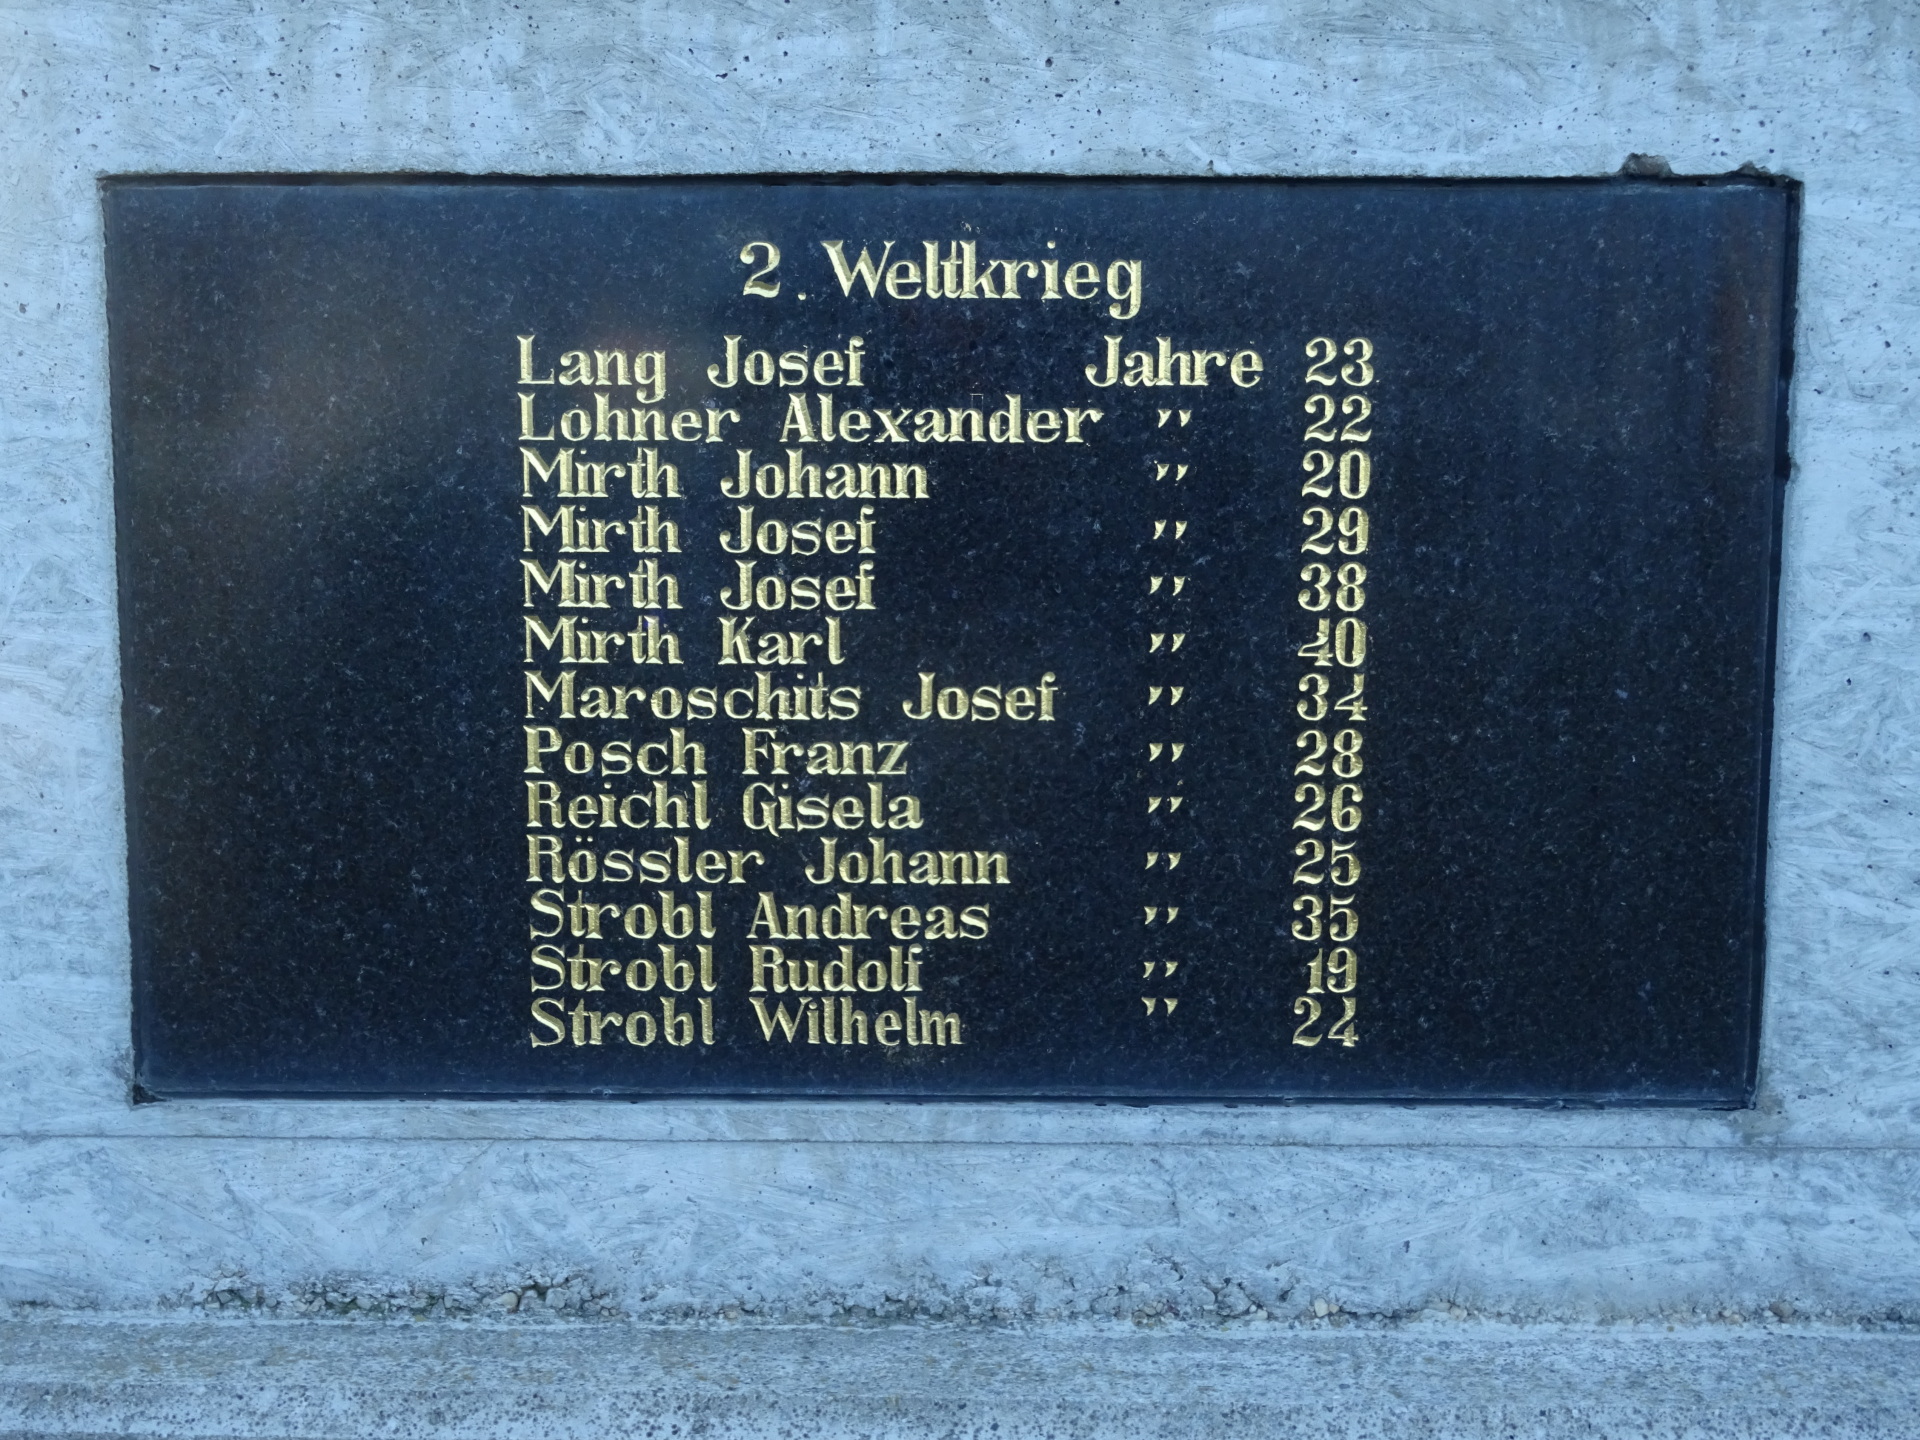 2. Weltkrieg
Lang Josef Jahre 23
Lohner Alexander " 22
Mirth Johann " 20
Mirth Josef " 29
Mirth Josef " 38
Mirth Karl " 40
Maroschits Josef " 34
Posch Franz " 28
Reichl Gisela " 26
Rössler Johann " 25
Strobl Andreas " 35
Strobl Rudolf " 19
Strobl Wilhelm " 24